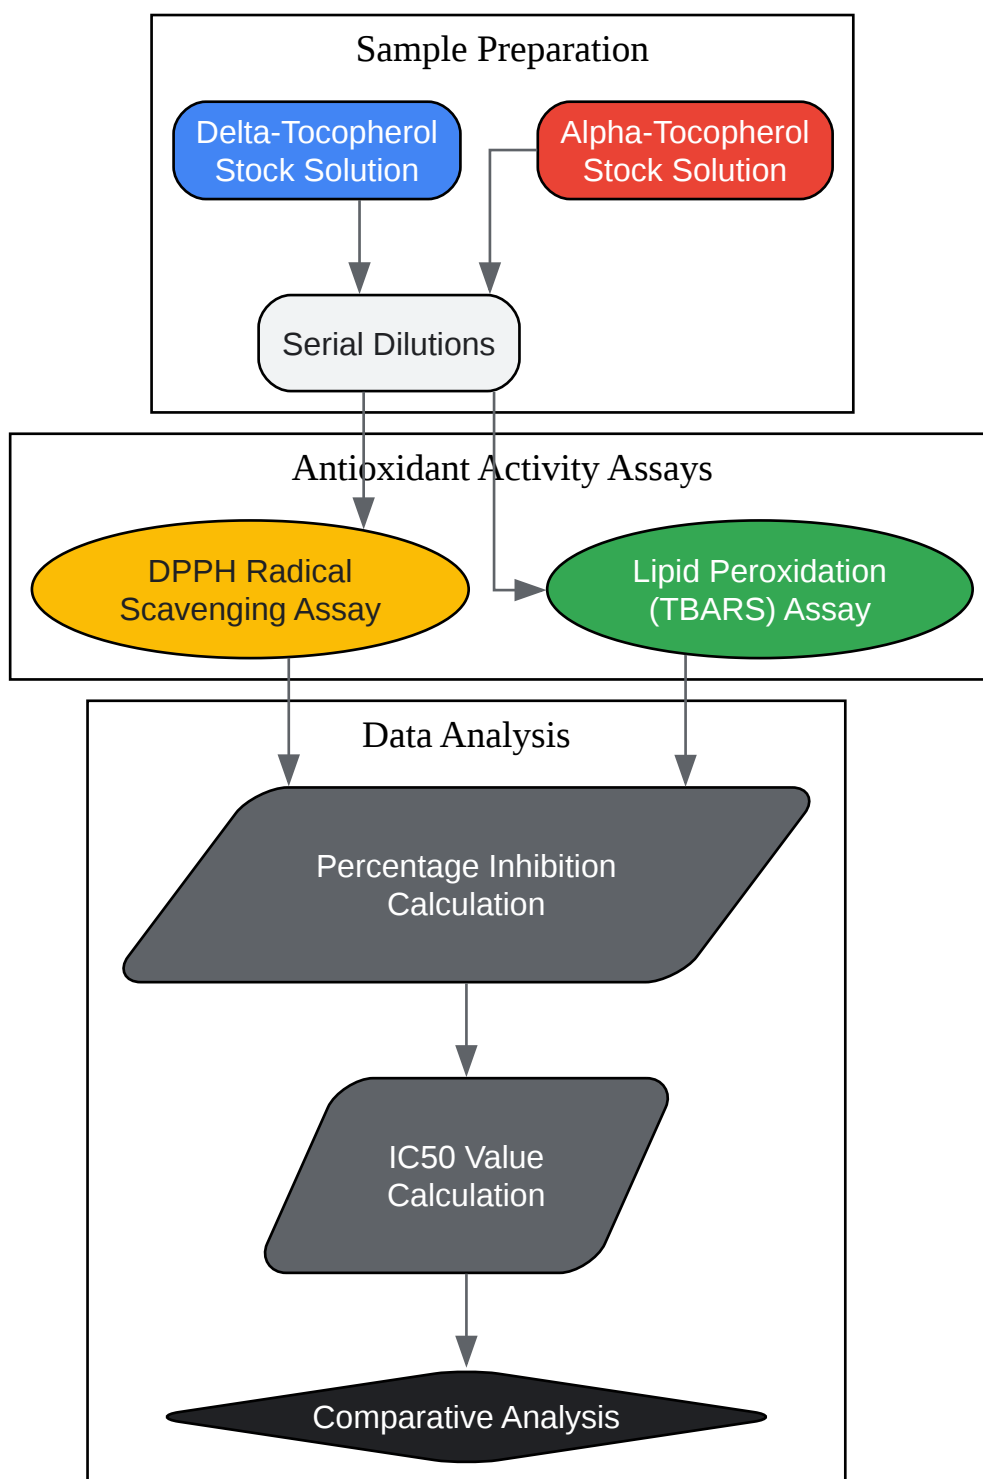 Sample Preparation
Delta-Tocopherol
Stock Solution
Alpha-Tocopherol
Stock Solution
Serial Dilutions
Antioxidant Activity Assays
DPPH Radical
Scavenging Assay
Lipid Peroxidation
(TBARS) Assay
Data Analysis
Percentage Inhibition
Calculation
IC50 Value
Calculation
Comparative Analysis